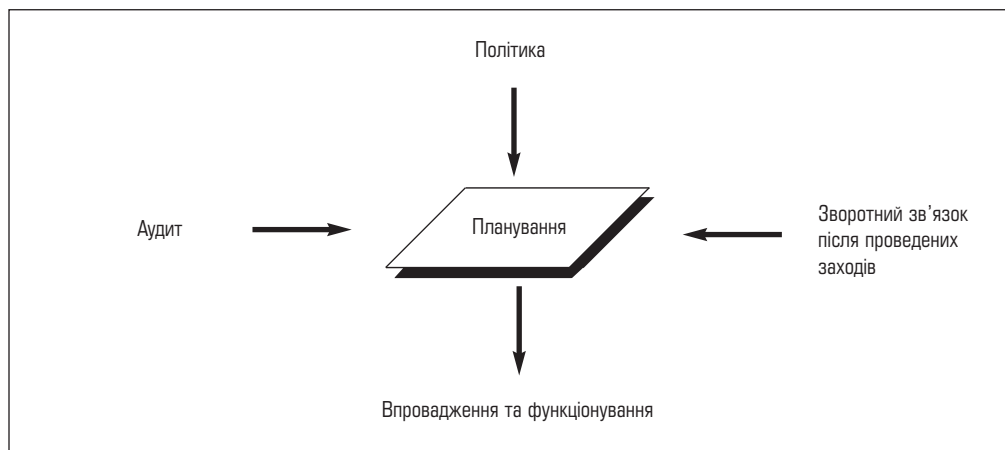 Політика
Аудит
Планування
Зворотний зв’язок
після проведених
заходів
Впровадження та функціонування